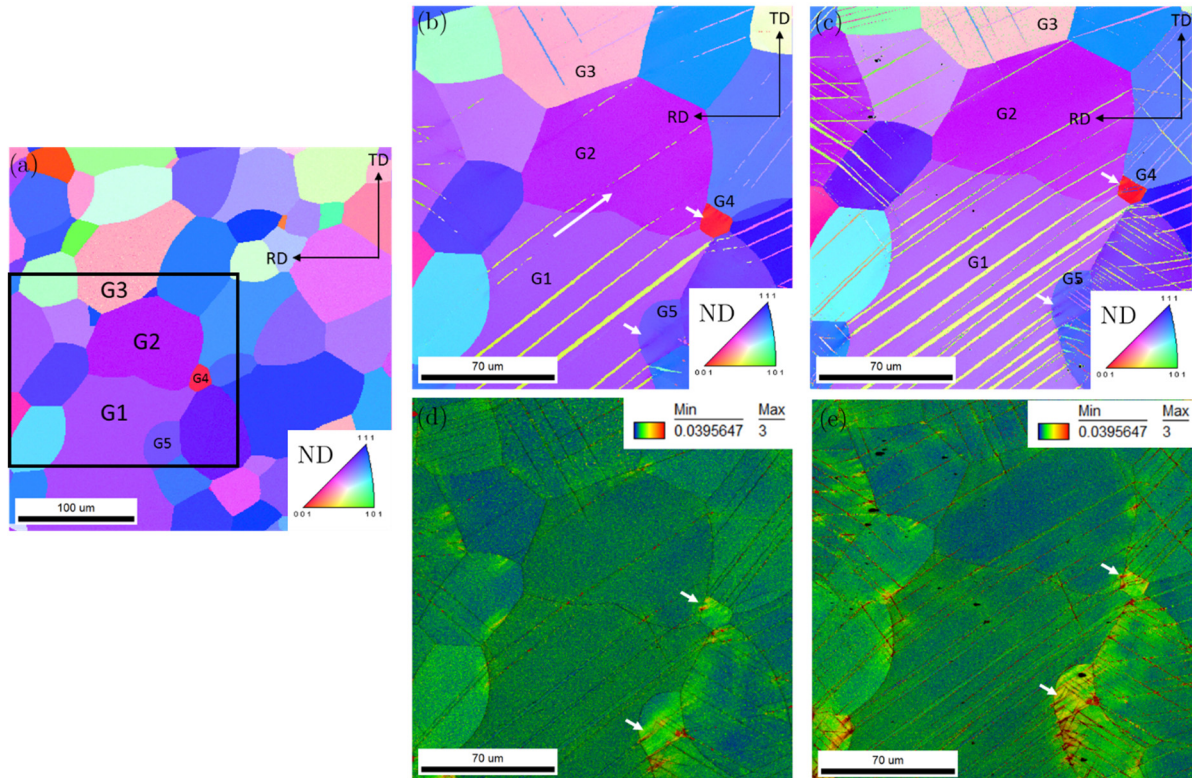 (a)
TD
RD
G3
G2
G4
G1
G5
ND
111
001
101
100 um
(b)
TD
G3
RD
G2
G4
G1
G5
ND
111
001
101
70 um
(c)
G3
TD
G2
RD
G4
G1
G5
ND
111
001
101
70 um
(d)
Min Max
0.0395647 3
70 um
(e)
Min Max
0.0395647 3
70 um